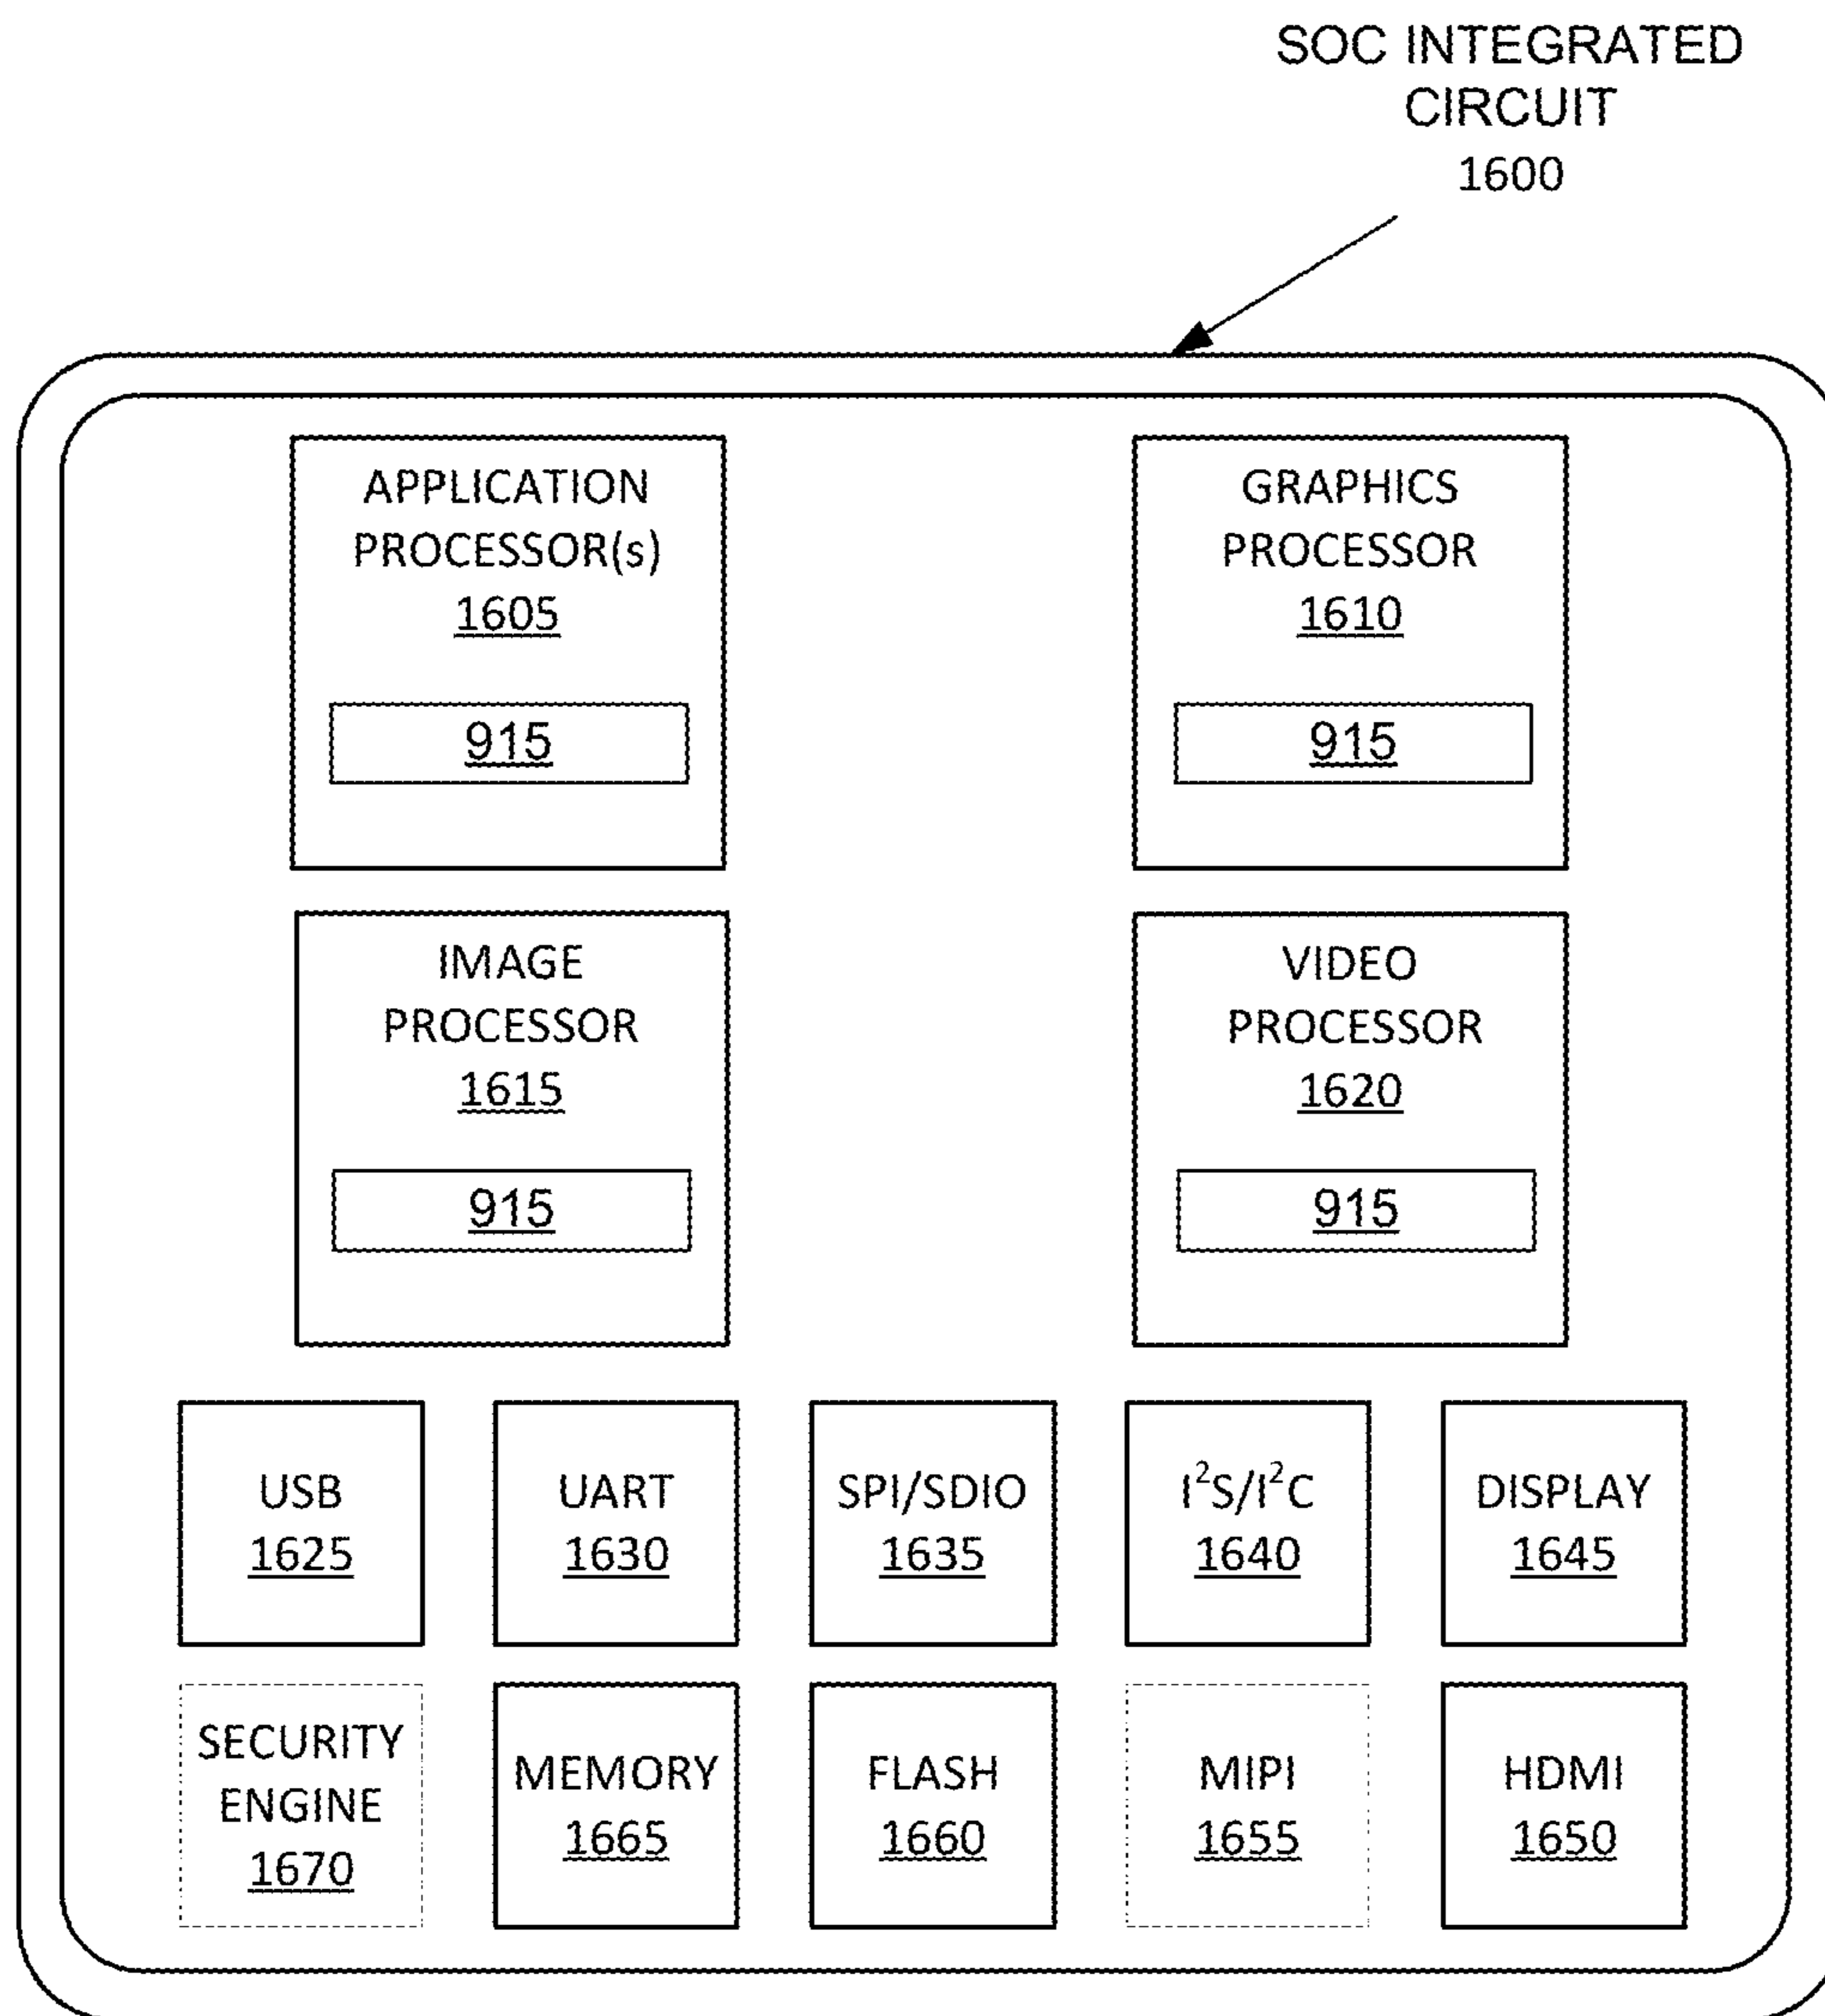 SOC INTEGRATED
CIRCUIT
1600
APPLICATION
PROCESSOR(s)
1605
915
GRAPHICS
PROCESSOR
1610
915
IMAGE
PROCESSOR
1615
915
VIDEO
PROCESSOR
1620
915
USB
1625
UART
1630
SPI/SDIO
1635
I²S/I²C
1640
DISPLAY
1645
SECURITY
ENGINE
1670
MEMORY
1665
FLASH
1660
MIPI
1655
HDMI
1650